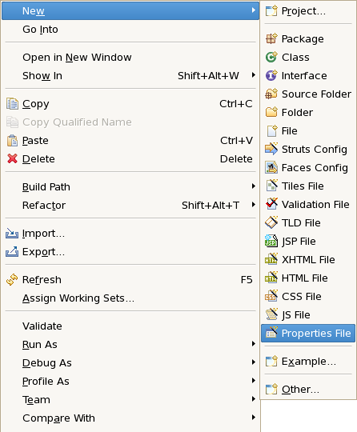 New
Go Into
Open in New Window
Show In Shift+Alt+W
Copy Ctrl+C
Copy Qualified Name
Paste Ctrl+V
Delete Delete
Build Path
Refactor Shift+Alt+T
Import...
Export...
Refresh F5
Assign Working Sets...
Validate
Run As
Debug As
Profile As
Team
Compare With
Project...
Package
Class
Interface
Source Folder
Folder
File
Struts Config
Faces Config
Tiles File
Validation File
TLD File
JSP File
XHTML File
HTML File
CSS File
JS File
Properties File
Example...
Other...